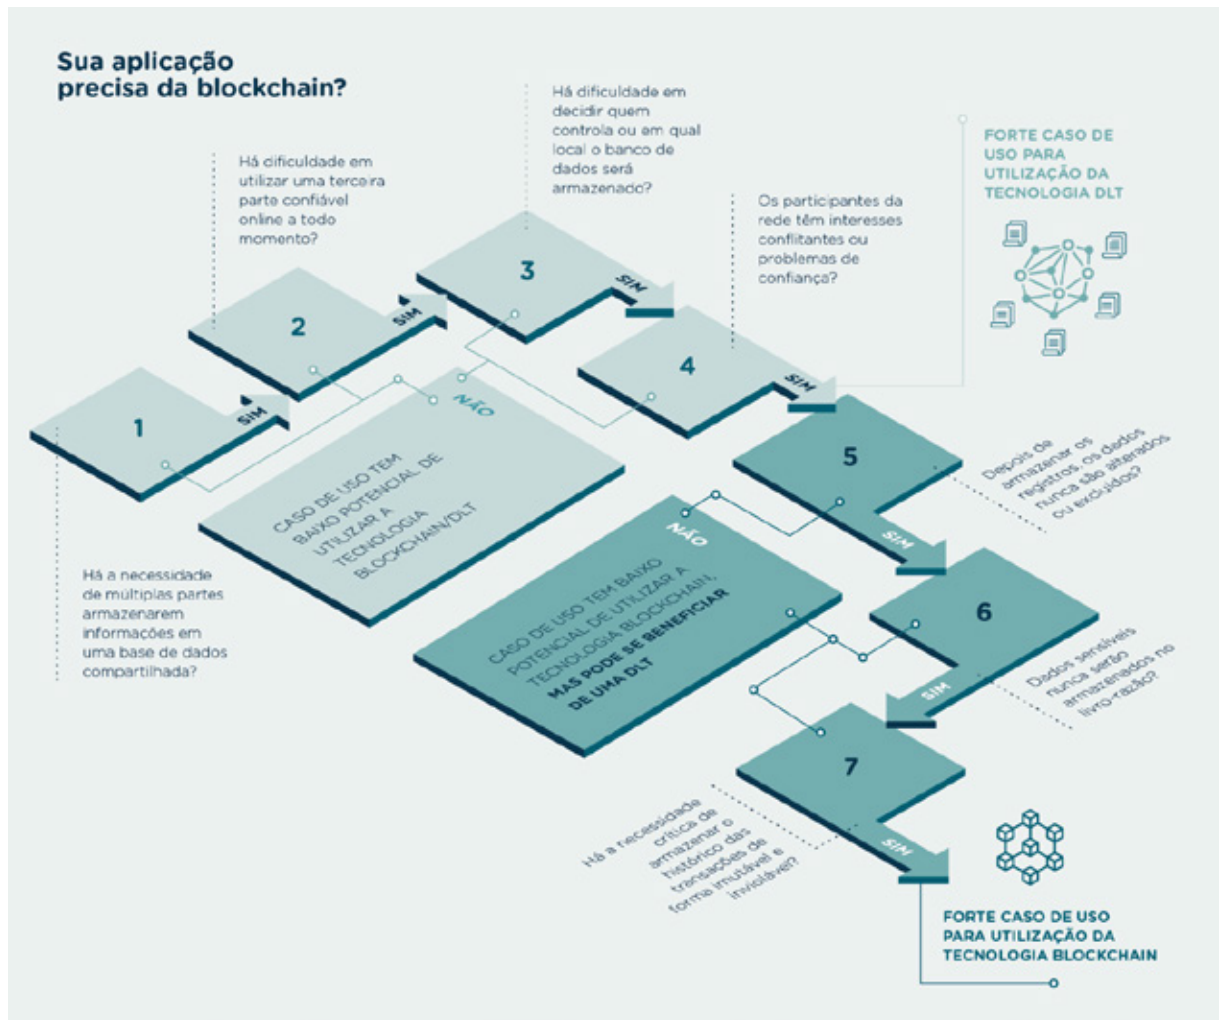 Sua aplicação
precisa da blockchain?
1
SIM
Há a necessidade
de múltiplas partes
armazenarem
informações em
uma base de dados
compartilhada?
2
SIM
Há dificuldade em
utilizar uma terceira
parte confiável
online a todo
momento?
3
SIM
Há dificuldade em
decidir quem
controla ou em qual
local o banco de
dados será
armazenado?
4
SIM
Os participantes da
rede têm interesses
conflitantes ou
problemas de
confiança?
FORTE CASO DE
USO PARA
UTILIZAÇÃO DA
TECNOLOGIA DLT
NÃO
CASO DE USO TEM
BAIXO POTENCIAL DE
UTILIZAR A
TECNOLOGIA
BLOCKCHAIN/DLT
5
SIM
Depois de
armazenar os
registros, os dados
nunca são alterados
ou excluídos?
NÃO
CASO DE USO TEM BAIXO
POTENCIAL DE UTILIZAR A
TECNOLOGIA BLOCKCHAIN,
MAS PODE SE BENEFICIAR
DE UMA DLT
6
SIM
Dados sensíveis
nunca serão
armazenados no
livro-razão?
7
SIM
Há a necessidade
crítica de
armazenar o
histórico das
transações de
forma imutável e
inviolável?
FORTE CASO DE USO
PARA UTILIZAÇÃO DA
TECNOLOGIA BLOCKCHAIN